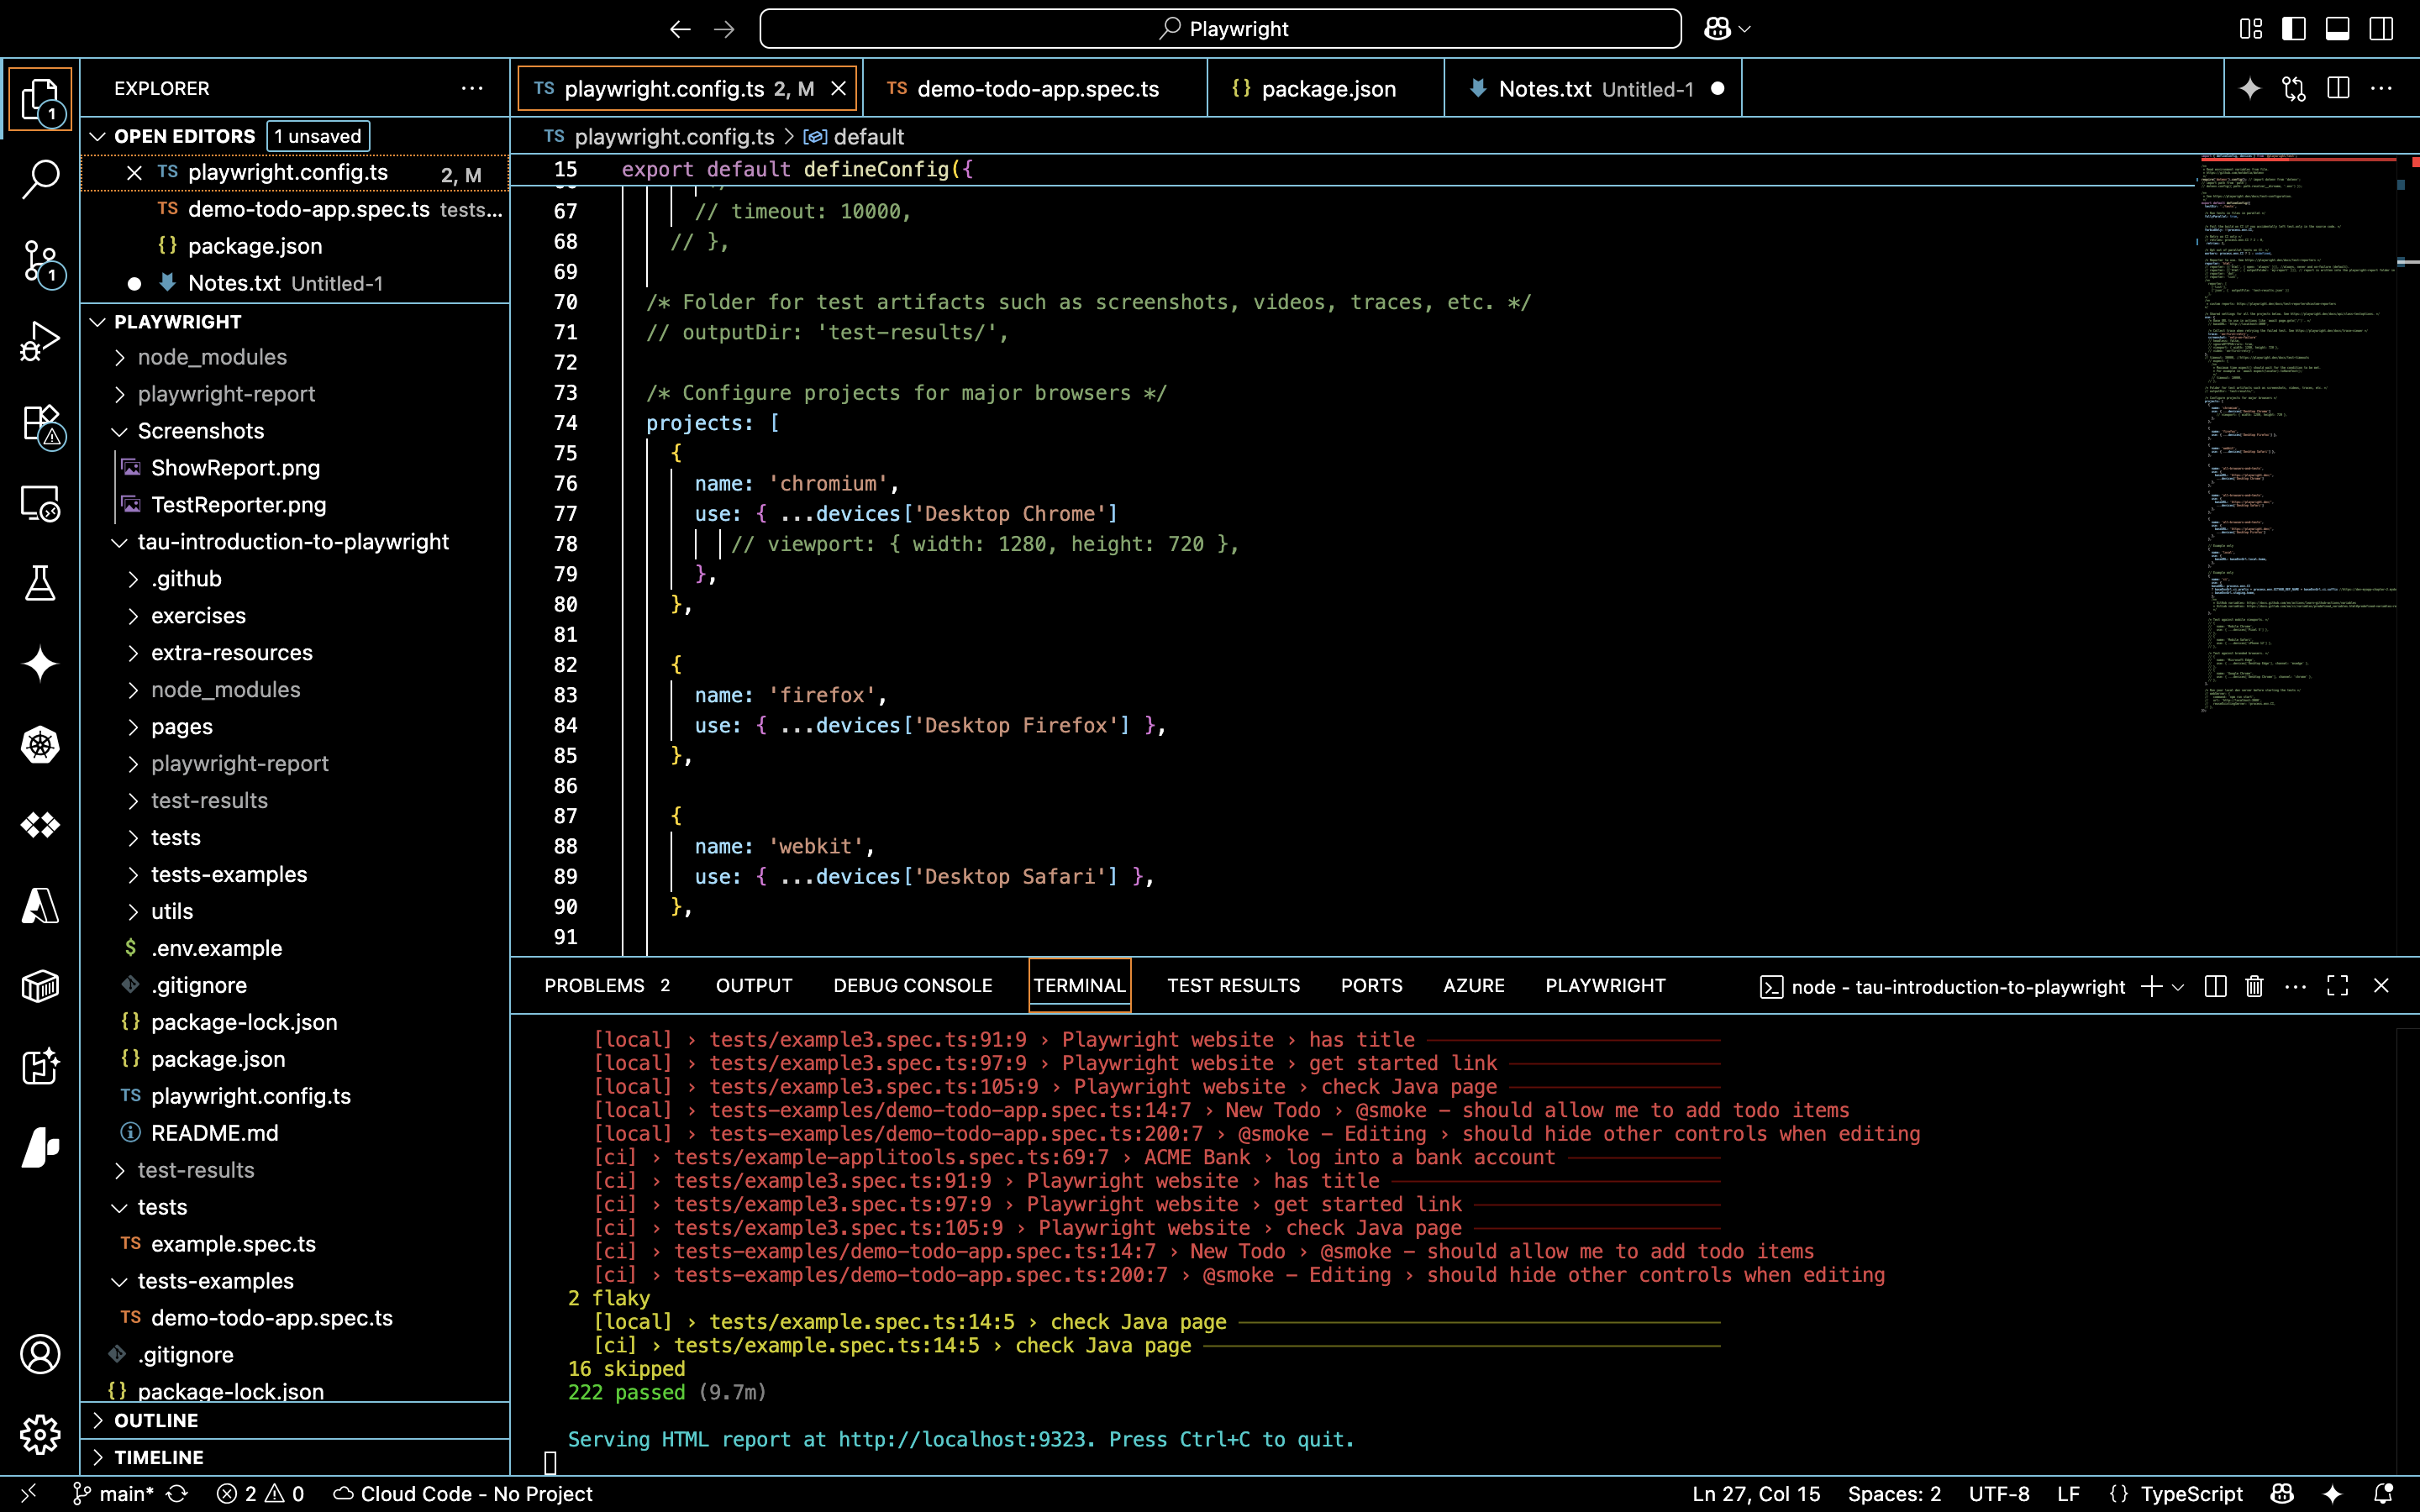 Playwright
EXPLORER
OPEN EDITORS 1 unsaved
TS playwright.config.ts 2, M
TS demo-todo-app.spec.ts tests...
{} package.json
Notes.txt Untitled-1
PLAYWRIGHT
node_modules
playwright-report
Screenshots
ShowReport.png
TestReporter.png
tau-introduction-to-playwright
.github
exercises
extra-resources
node_modules
pages
playwright-report
test-results
tests
tests-examples
utils
$ .env.example
.gitignore
{} package-lock.json
{} package.json
TS playwright.config.ts
README.md
test-results
tests
TS example.spec.ts
tests-examples
TS demo-todo-app.spec.ts
.gitignore
{} package-lock.json
OUTLINE
TIMELINE
TS playwright.config.ts 2, M
TS demo-todo-app.spec.ts
{} package.json
Notes.txt Untitled-1
TS playwright.config.ts > default
15 export default defineConfig({
67 // timeout: 10000,
68 // },
69
70 /* Folder for test artifacts such as screenshots, videos, traces, etc. */
71 // outputDir: 'test-results/',
72
73 /* Configure projects for major browsers */
74 projects: [
75 {
76 name: 'chromium',
77 use: { ...devices['Desktop Chrome']
78 // viewport: { width: 1280, height: 720 },
79 },
80 },
81
82 {
83 name: 'firefox',
84 use: { ...devices['Desktop Firefox'] },
85 },
86
87 {
88 name: 'webkit',
89 use: { ...devices['Desktop Safari'] },
90 },
91
PROBLEMS 2 OUTPUT DEBUG CONSOLE TERMINAL TEST RESULTS PORTS AZURE PLAYWRIGHT node - tau-introduction-to-playwright
[local] › tests/example3.spec.ts:91:9 › Playwright website › has title
[local] › tests/example3.spec.ts:97:9 › Playwright website › get started link
[local] › tests/example3.spec.ts:105:9 › Playwright website › check Java page
[local] › tests-examples/demo-todo-app.spec.ts:14:7 › New Todo › @smoke - should allow me to add todo items
[local] › tests-examples/demo-todo-app.spec.ts:200:7 › @smoke - Editing › should hide other controls when editing
[ci] › tests/example-applitools.spec.ts:69:7 › ACME Bank › log into a bank account
[ci] › tests/example3.spec.ts:91:9 › Playwright website › has title
[ci] › tests/example3.spec.ts:97:9 › Playwright website › get started link
[ci] › tests/example3.spec.ts:105:9 › Playwright website › check Java page
[ci] › tests-examples/demo-todo-app.spec.ts:14:7 › New Todo › @smoke - should allow me to add todo items
[ci] › tests-examples/demo-todo-app.spec.ts:200:7 › @smoke - Editing › should hide other controls when editing
2 flaky
[local] › tests/example.spec.ts:14:5 › check Java page
[ci] › tests/example.spec.ts:14:5 › check Java page
16 skipped
222 passed (9.7m)
Serving HTML report at http://localhost:9323. Press Ctrl+C to quit.
main* 2 0 Cloud Code - No Project Ln 27, Col 15 Spaces: 2 UTF-8 LF {} TypeScript